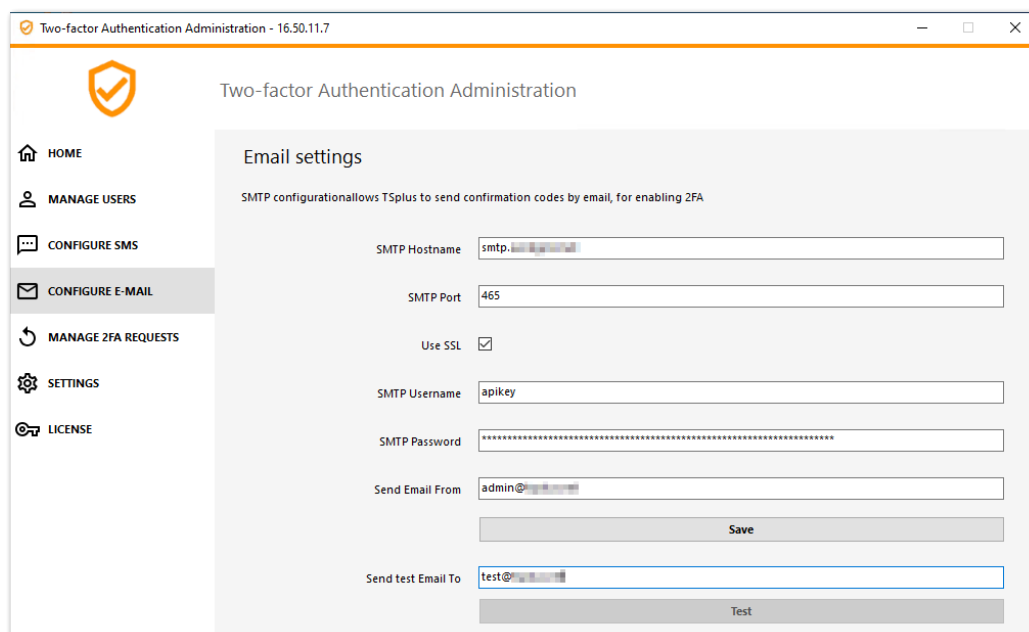 Two-factor Authentication Administration - 16.50.11.7
Two-factor Authentication Administration
HOME
MANAGE USERS
CONFIGURE SMS
CONFIGURE E-MAIL
MANAGE 2FA REQUESTS
SETTINGS
LICENSE
Email settings
SMTP configurationallows TSplus to send confirmation codes by email, for enabling 2FA
SMTP Hostname smtp.
SMTP Port 465
Use SSL
SMTP Username apikey
SMTP Password **********************************************************************
Send Email From admin@
Save
Send test Email To test@
Test